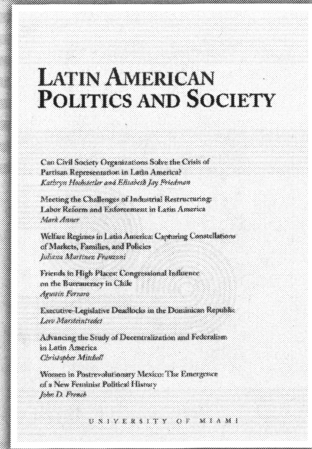 LATIN AMERICAN
POLITICS AND SOCIETY
Can Civil Society Organizations Solve the Crisis of
Partisan Representation in Latin America?
Kathryn Hochstetler and Elisabeth Jay Friedman
Meeting the Challenges of Industrial Restructuring:
Labor Reform and Enforcement in Latin America
Mark Anner
Welfare Regimes in Latin America: Capturing Constellations
of Markets, Families, and Policies
Juliana Martínez Franzoni
Friends in High Places: Congressional Influence
on the Bureaucracy in Chile
Agustín Ferraro
Executive-Legislative Deadlocks in the Dominican Republic
Leiv Marsteintredet
Advancing the Study of Decentralization and Federalism
in Latin America
Christopher Mitchell
Women in Postrevolutionary Mexico: The Emergence
of a New Feminist Political History
John D. French
UNIVERSITY OF MIAMI